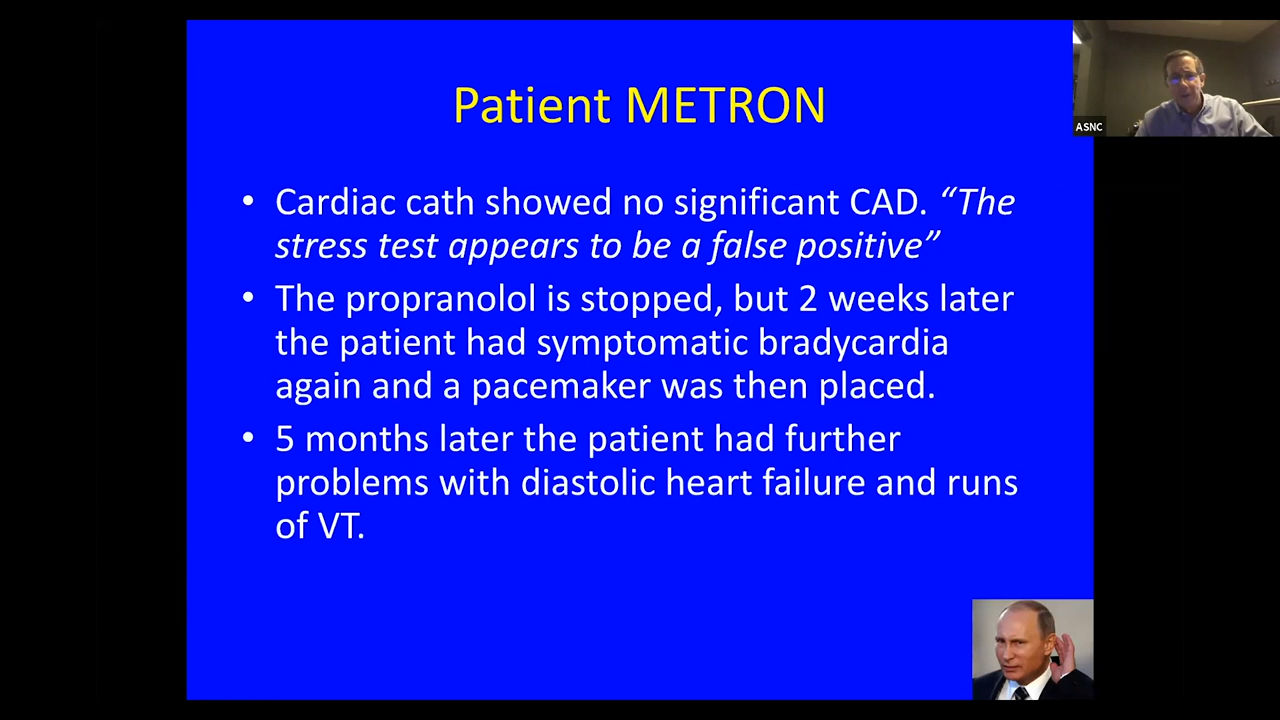 Patient METRON
ASNC
• Cardiac cath showed no significant CAD. “The
stress test appears to be a false positive”
• The propranolol is stopped, but 2 weeks later
the patient had symptomatic bradycardia
again and a pacemaker was then placed.
• 5 months later the patient had further
problems with diastolic heart failure and runs
of VT.